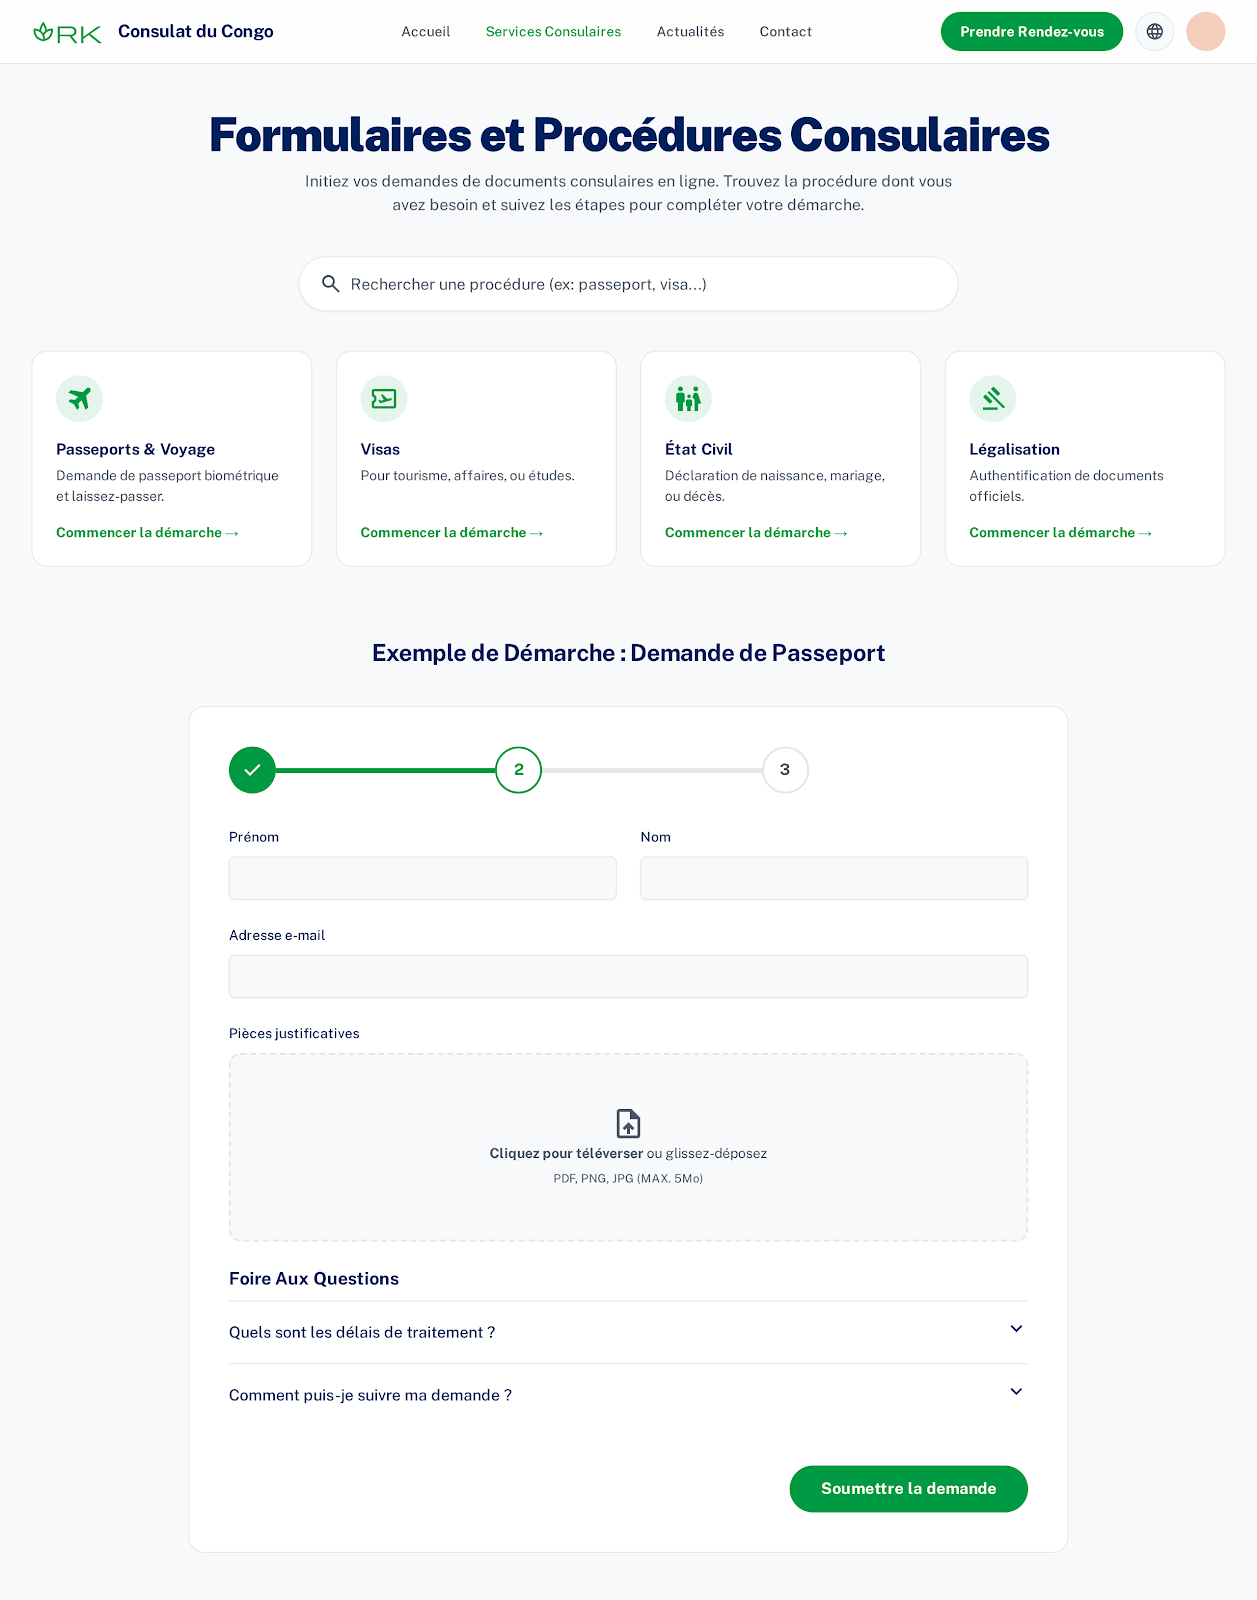 RK Consulat du Congo
Accueil
Services Consulaires
Actualités
Contact
Prendre Rendez-vous
Formulaires et Procédures Consulaires
Initiez vos demandes de documents consulaires en ligne. Trouvez la procédure dont vous
avez besoin et suivez les étapes pour compléter votre démarche.
Rechercher une procédure (ex: passeport, visa...)
Passeports & Voyage
Demande de passeport biométrique
et laissez-passer.
Commencer la démarche →
Visas
Pour tourisme, affaires, ou études.
Commencer la démarche →
État Civil
Déclaration de naissance, mariage,
ou décès.
Commencer la démarche →
Légalisation
Authentification de documents
officiels.
Commencer la démarche →
Exemple de Démarche : Demande de Passeport
2
3
Prénom
Nom
Adresse e-mail
Pièces justificatives
Cliquez pour téléverser ou glissez-déposez
PDF, PNG, JPG (MAX. 5Mo)
Foire Aux Questions
Quels sont les délais de traitement ?
Comment puis-je suivre ma demande ?
Soumettre la demande